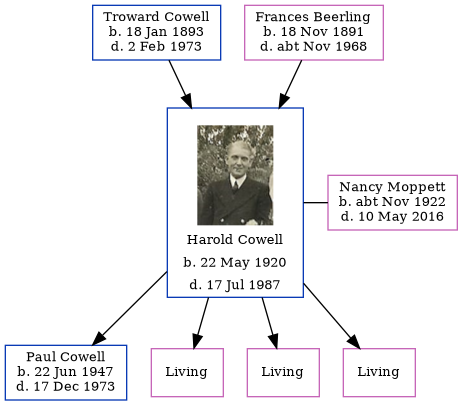 Troward Cowell
b. 18 Jan 1893
d. 2 Feb 1973
Frances Beerling
b. 18 Nov 1891
d. abt Nov 1968
Harold Cowell
b. 22 May 1920
d. 17 Jul 1987
Nancy Moppett
b. abt Nov 1922
d. 10 May 2016
Paul Cowell
b. 22 Jun 1947
d. 17 Dec 1973
Living
Living
Living